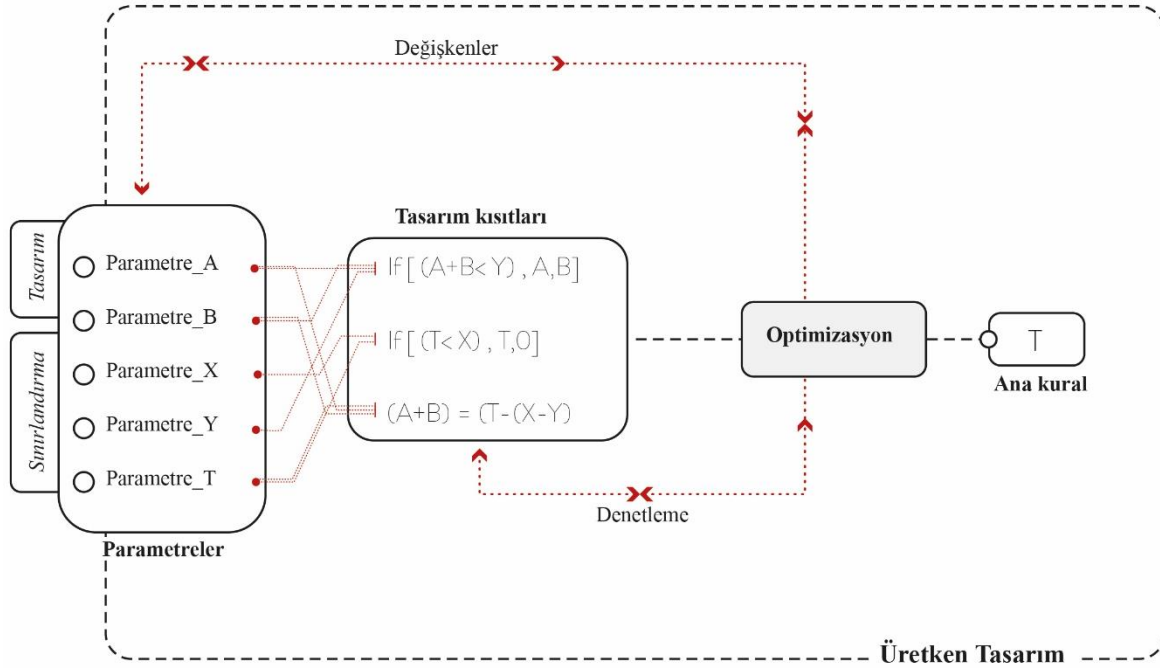 Değişkenler
Tasarım
Sınırlandırma
Parametre_A
Parametre_B
Parametre_X
Parametre_Y
Parametre_T
Parametreler
Tasarım kısıtları
If[(A+B<Y),A,B]
If[(T<X),T,0]
(A+B) = (T-(X-Y)
Denetleme
Optimizasyon
T
Ana kural
Üretken Tasarım